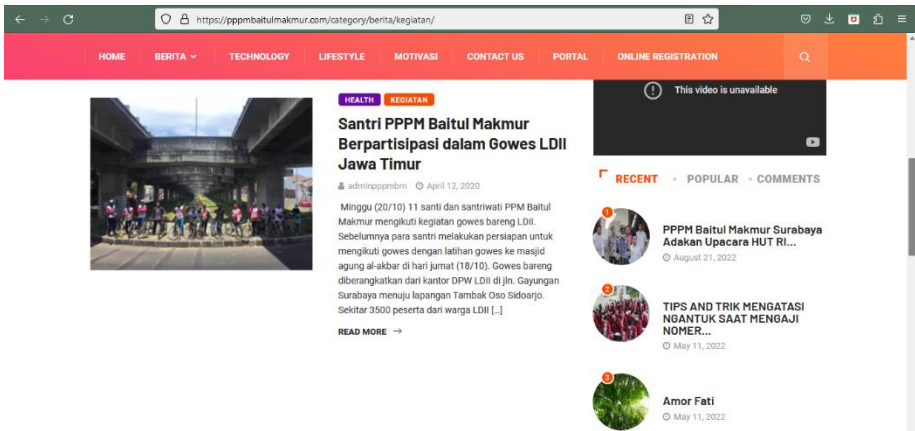 https://pppmbaitulmakmur.com/category/berita/kegiatan/
HOME BERITA TECHNOLOGY LIFESTYLE MOTIVASI CONTACT US PORTAL ONLINE REGISTRATION
HEALTH KEGIATAN
Santri PPPM Baitul Makmur
Berpartisipasi dalam Gowes LDII
Jawa Timur
adminpppmbm April 12, 2020
Minggu (20/10) 11 santi dan santriwati PPM Baitul
Makmur mengikuti kegiatan gowes bareng LDII.
Sebelumnya para santri melakukan persiapan untuk
mengikuti gowes dengan latihan gowes ke masjid
agung al-akbar di hari jumat (18/10). Gowes bareng
diberangkatkan dari kantor DPW LDII di jln. Gayungan
Surabaya menuju lapangan Tambak Oso Sidoarjo.
Sekitar 3500 peserta dari warga LDII […]
READ MORE →
This video is unavailable
RECENT POPULAR COMMENTS
1
PPPM Baitul Makmur Surabaya
Adakan Upacara HUT RI...
August 21, 2022
2
TIPS AND TRIK MENGATASI
NGANTUK SAAT MENGAJI
NOMER...
May 11, 2022
3
Amor Fati
May 11, 2022